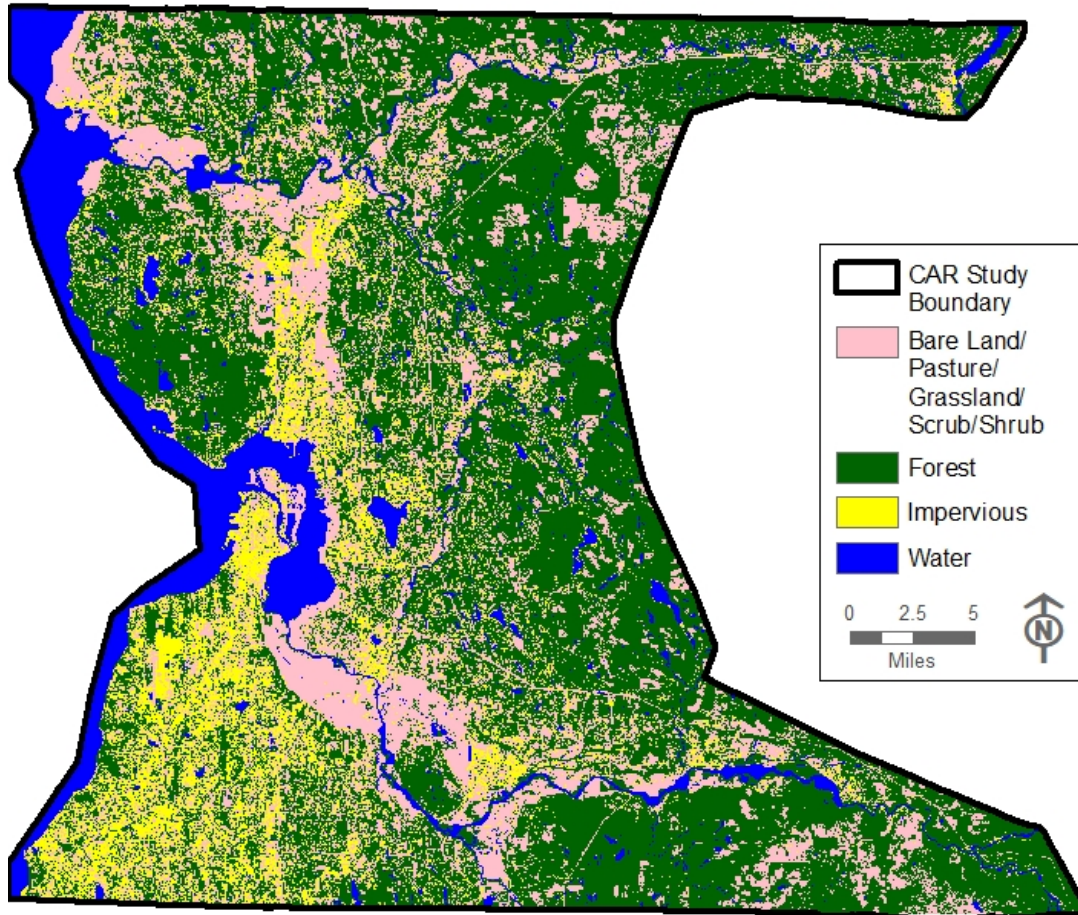 CAR Study
Boundary
Bare Land/
Pasture/
Grassland/
Scrub/Shrub
Forest
Impervious
Water
0 2.5 5
Miles
N